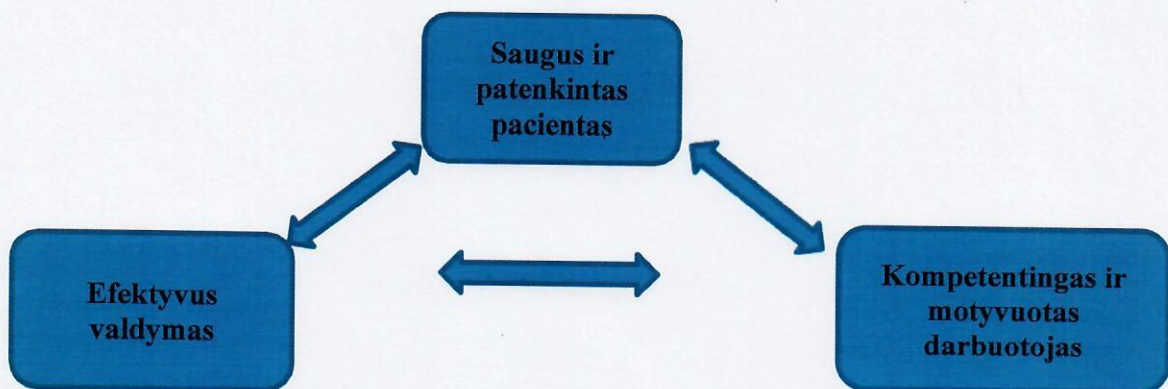 Saugus ir
patenkintas
pacientas
Efektyvus
valdymas
Kompetentingas ir
motyvuotas
darbuotojas